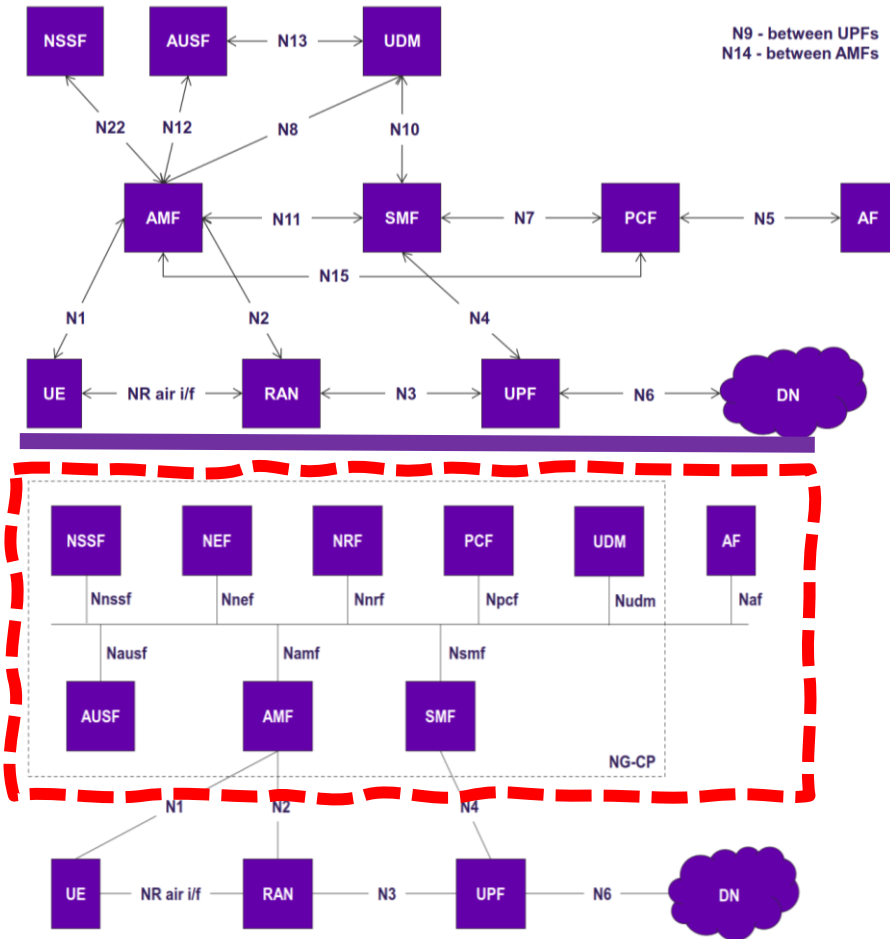 NSSF
AUSF
N13
UDM
N9 - between UPFs
N14 - between AMFs
N22
N12
N8
N10
AMF
N11
SMF
N7
PCF
N5
AF
N15
N1
N2
N4
UE
NR air i/f
RAN
N3
UPF
N6
DN
NSSF
NEF
NRF
PCF
UDM
AF
Nnssf
Nnef
Nnrf
Npcf
Nudm
Naf
Nausf
Namf
Nsmf
AUSF
AMF
SMF
NG-CP
N1
N2
N4
UE
NR air i/f
RAN
N3
UPF
N6
DN